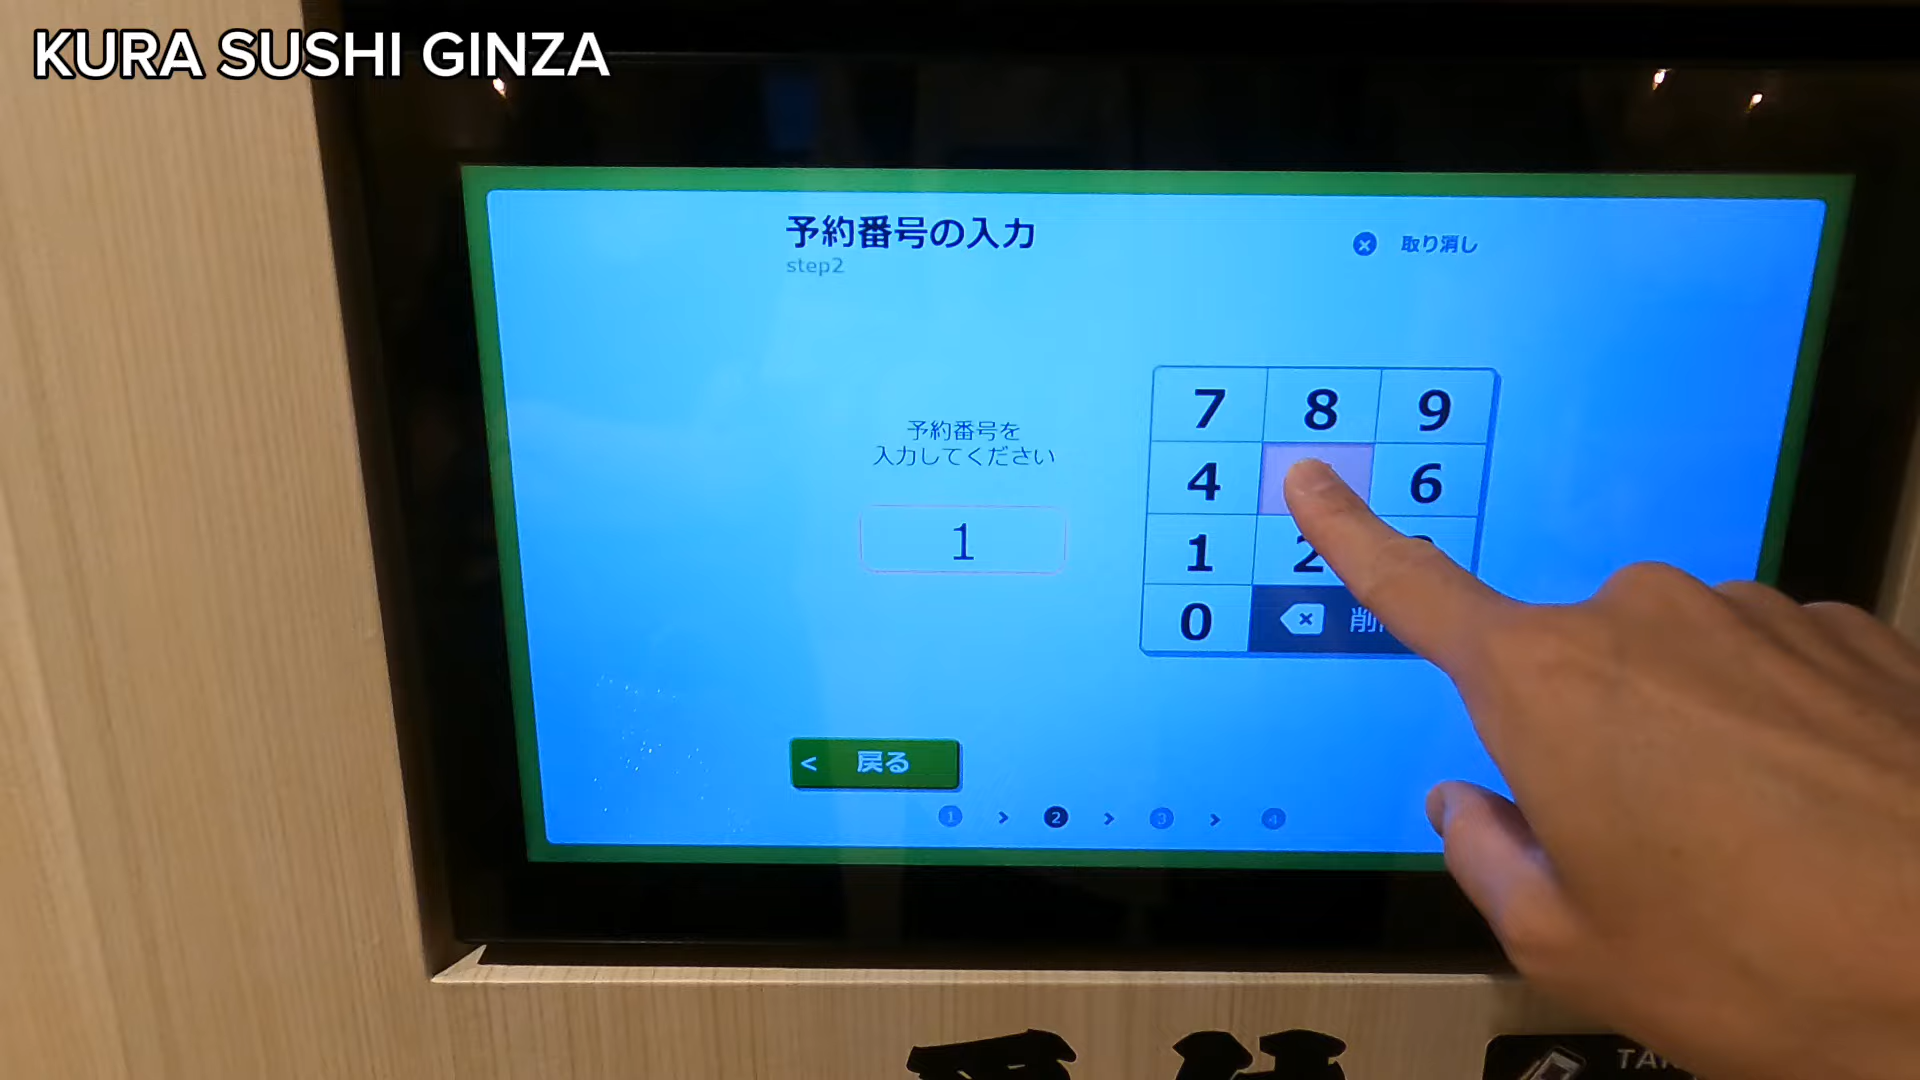 KURA SUSHI GINZA
予約番号の入力
step2
取り消し
予約番号を
入力してください
1
7 8 9
4 6
1 2
0
< 戻る
1 > 2 > 3 > 4